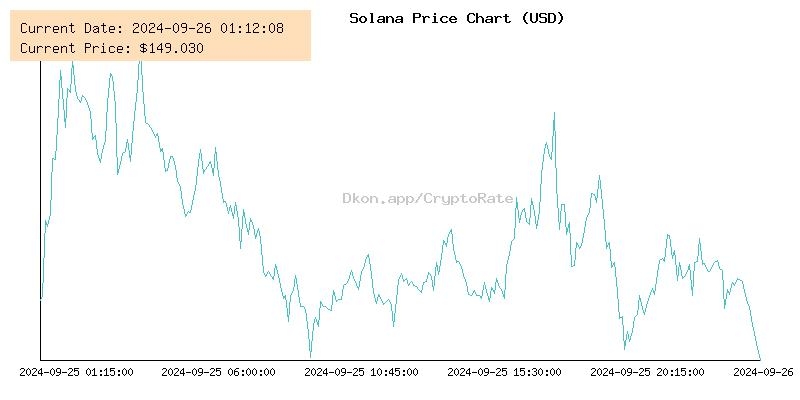 Solana Price Chart (USD)
Current Date: 2024-09-26 01:12:08
Current Price: $149.030
Dkon.app/CryptoRate
2024-09-25 01:15:00 2024-09-25 06:00:00 2024-09-25 10:45:00 2024-09-25 15:30:00 2024-09-25 20:15:00 2024-09-26